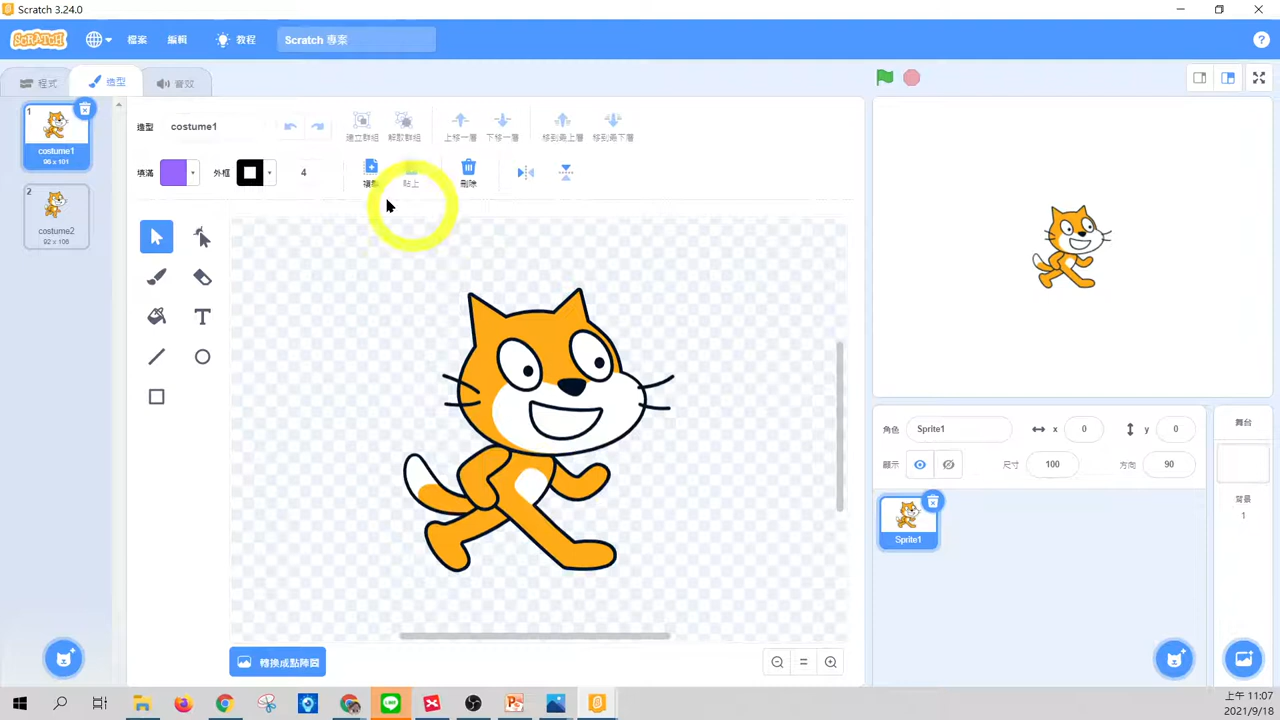 Scratch 3.24.0
SCRATCH
檔案
編輯
教程
Scratch 專案
程式
造型
音效
1
costume1
96 x 101
2
costume2
92 x 106
造型
costume1
建立群組
解散群組
上移一層
下移一層
移到最上層
移到最下層
填滿
外框
4
貼上
刪除
轉換成點陣圖
角色
Sprite1
x
0
y
0
顯示
尺寸
100
方向
90
Sprite1
舞台
背景
1
上午 11:07
2021/9/18